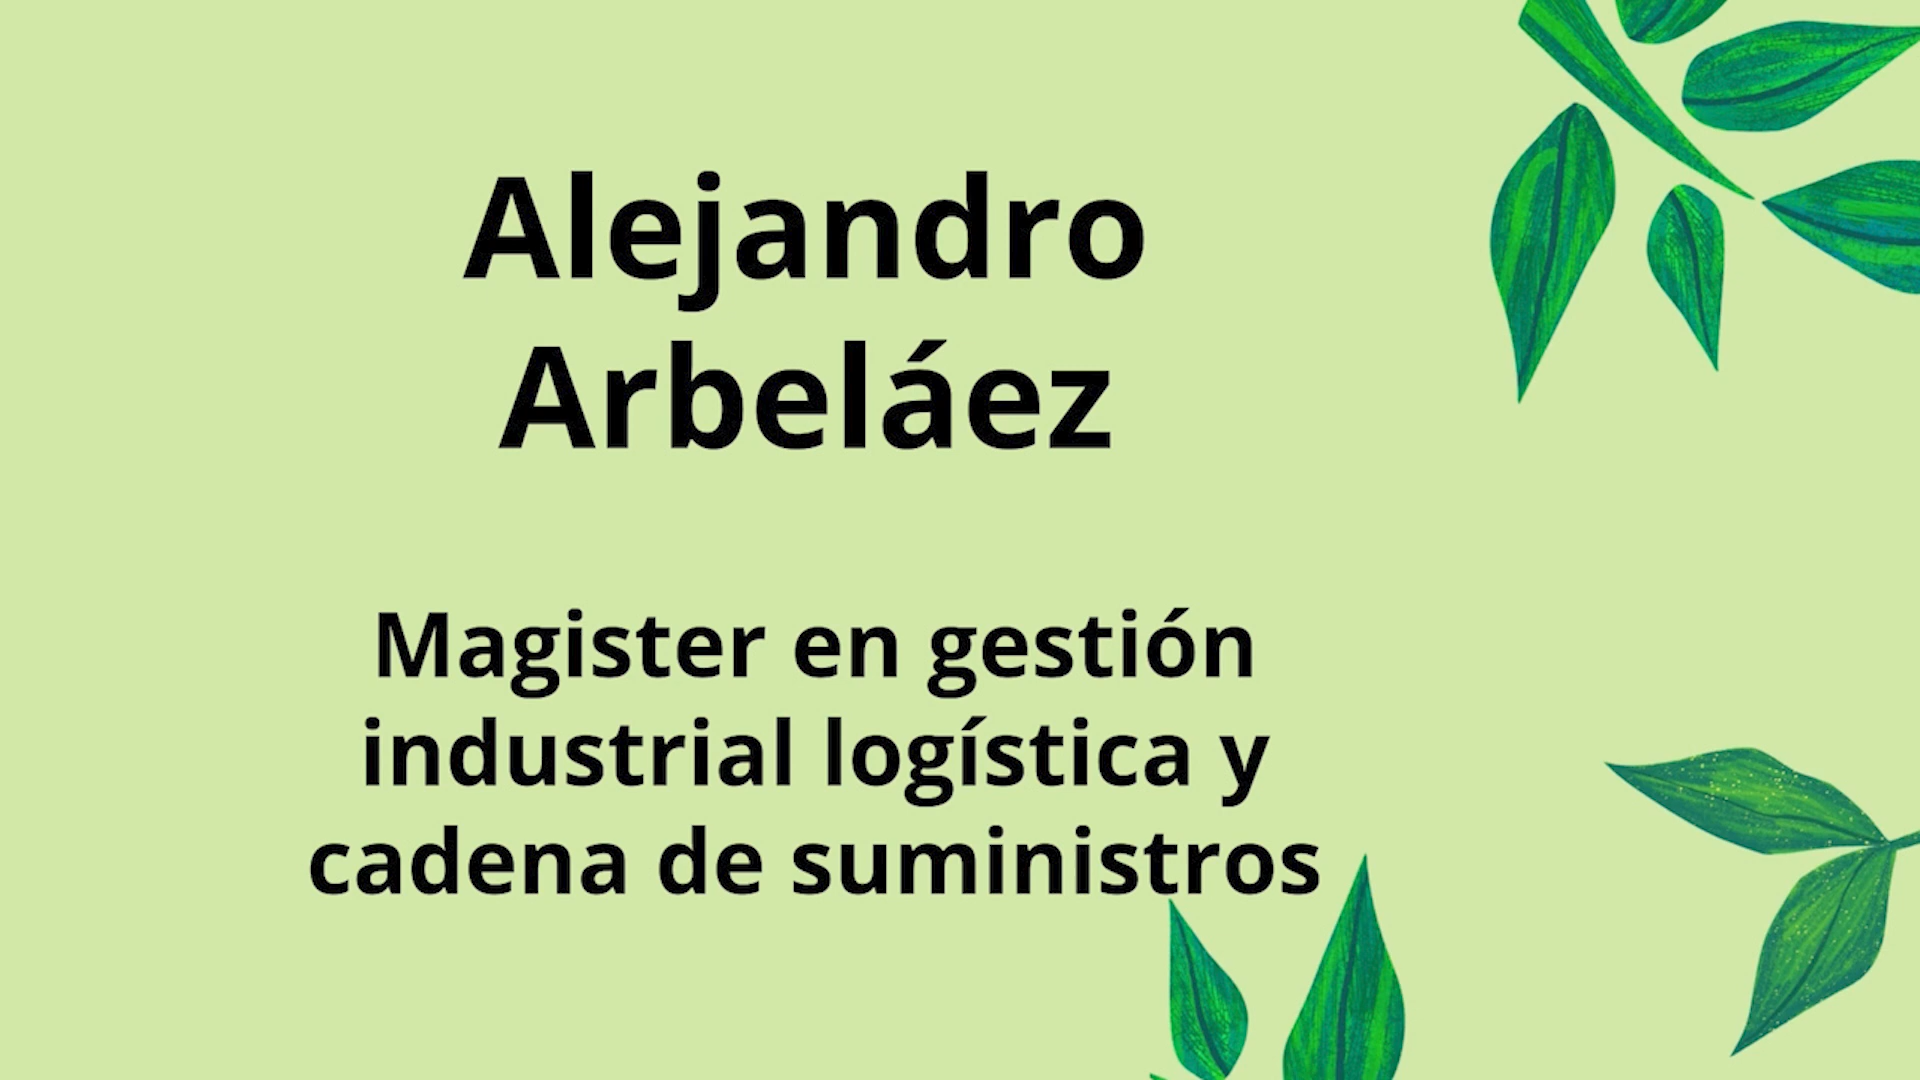 Alejandro
Arbeláez
Magister en gestión
industrial logística y
cadena de suministros